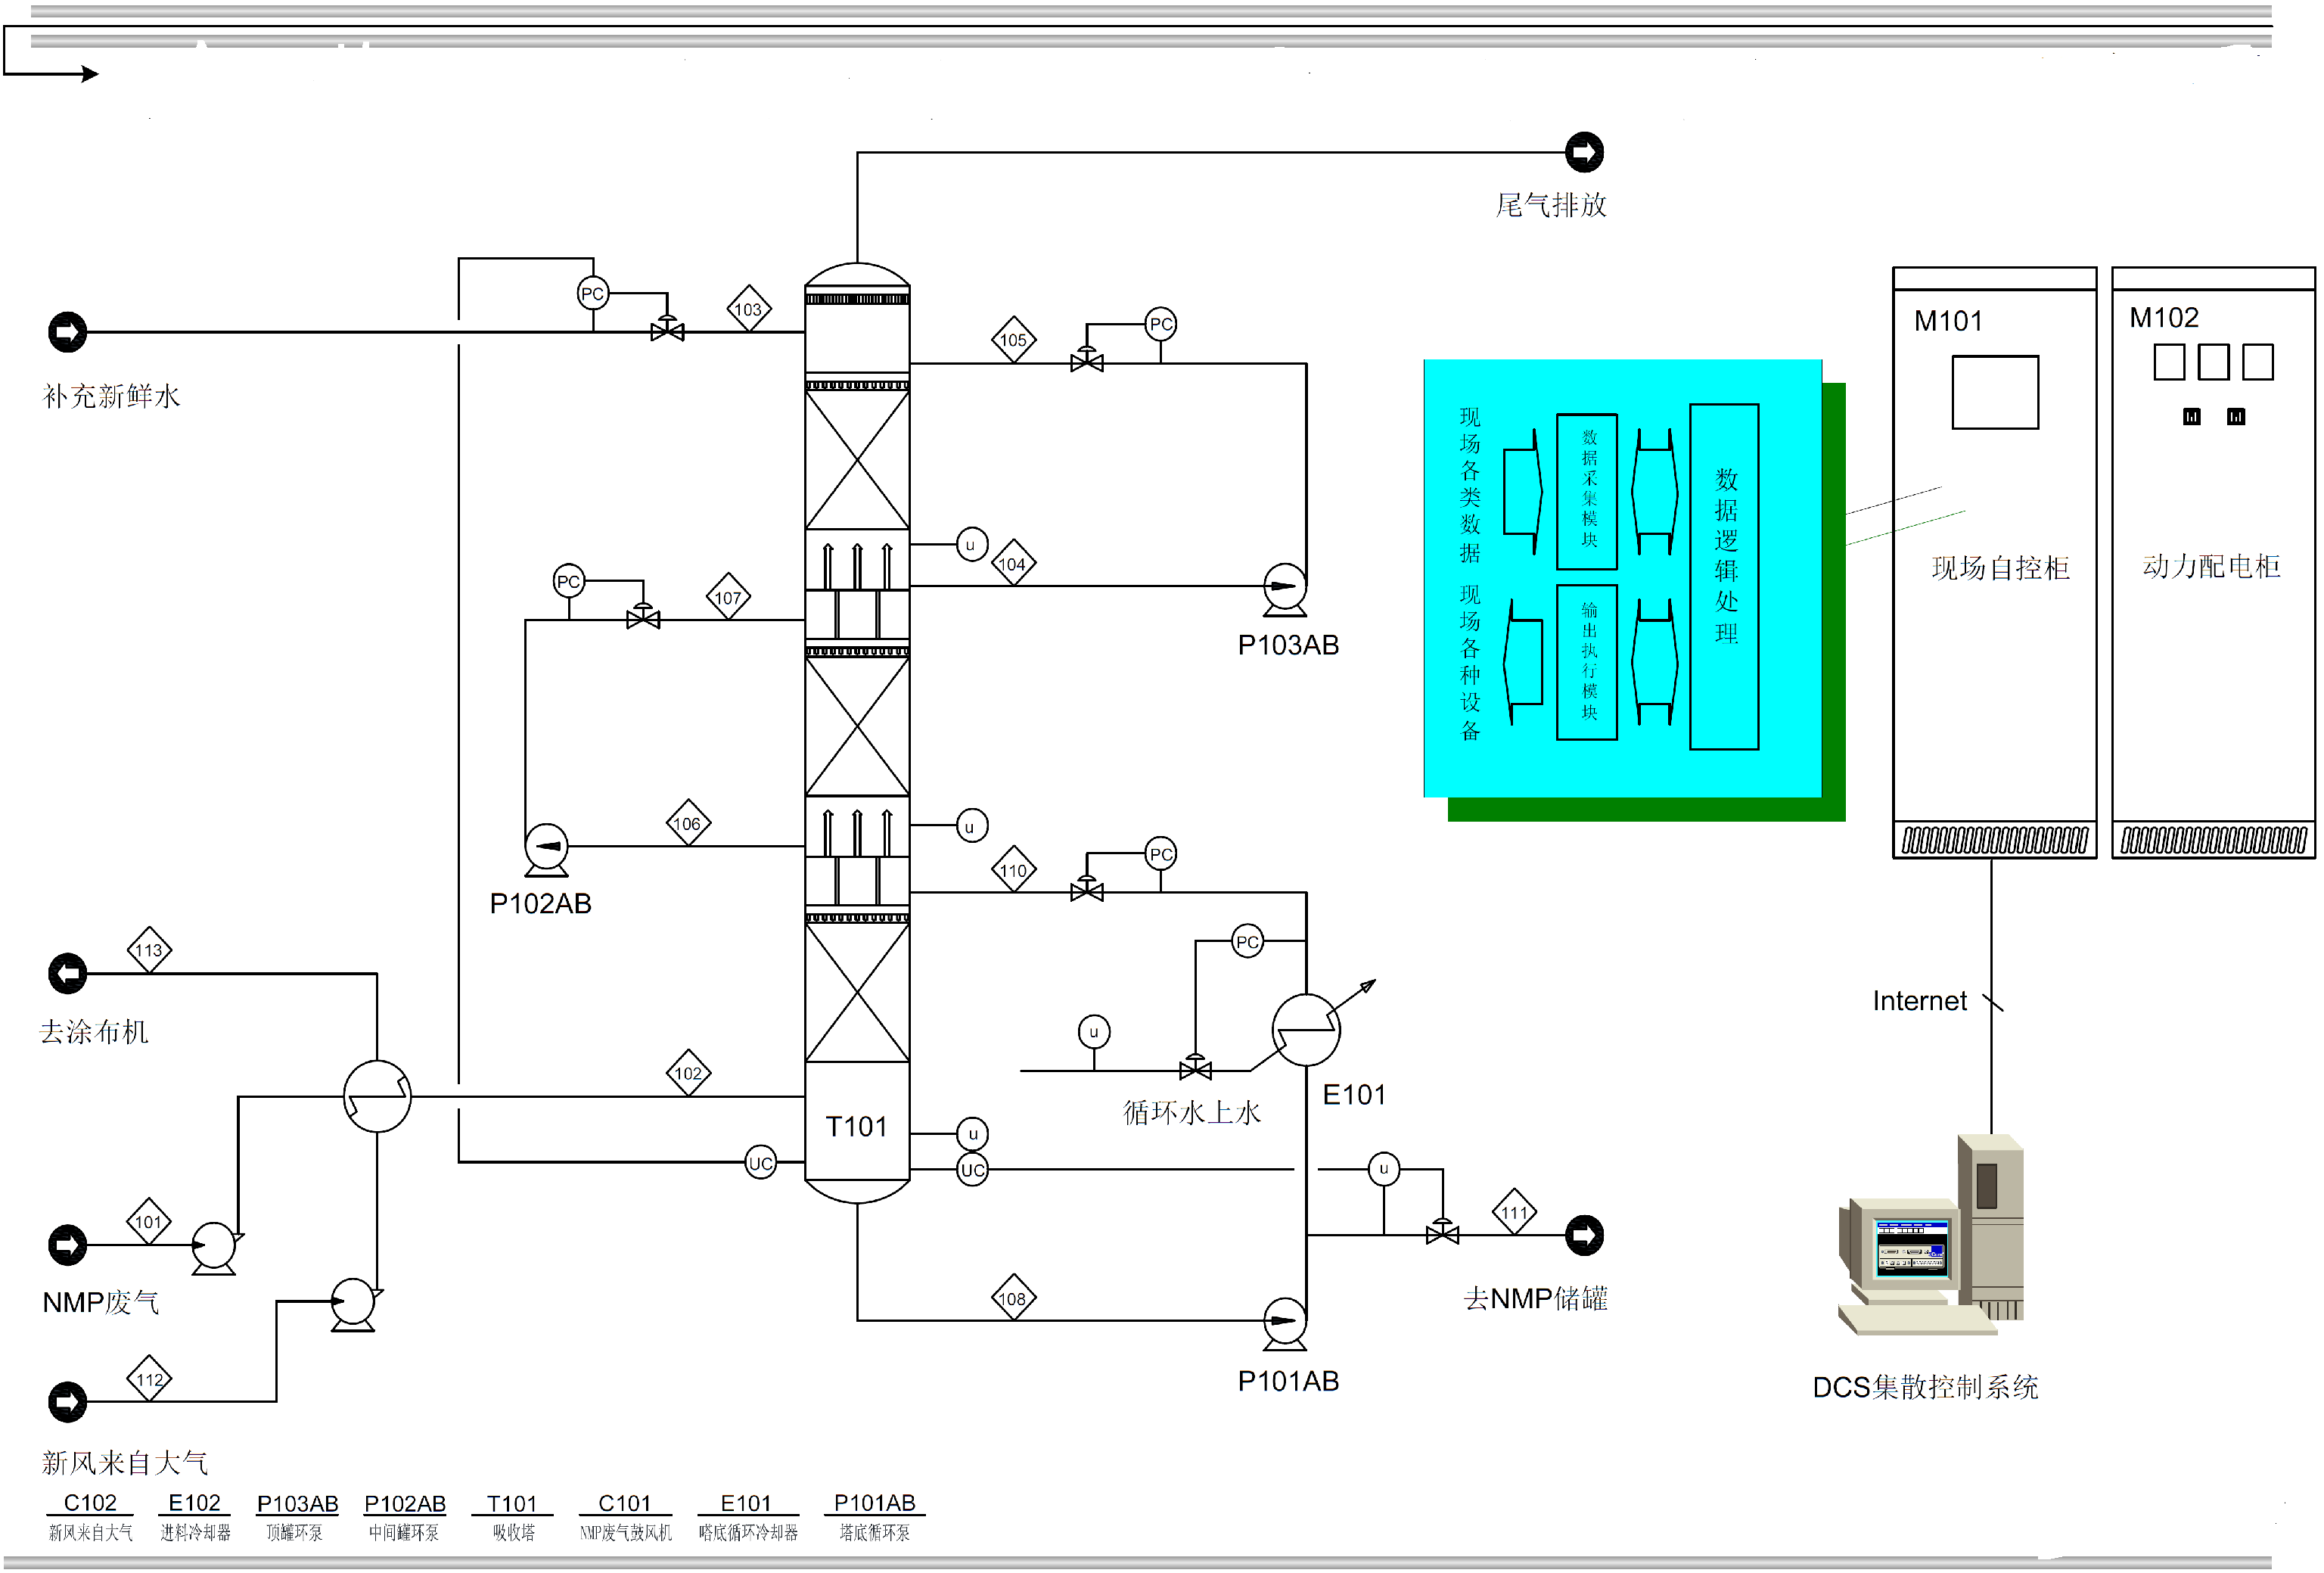 尾气排放
PC
103
补充新鲜水
105
PC
M101
M102
现场各类数据
数据采集模块
数据逻辑处理
现场自控柜
动力配电柜
u
104
PC
107
P103AB
现场各种设备
输出执行模块
106
u
P102AB
110
PC
113
去涂布机
PC
Internet
u
102
E101
循环水上水
T101
u
UC
UC
u
101
111
NMP废气
108
去NMP储罐
112
P101AB
DCS集散控制系统
新风来自大气
C102 E102 P103AB P102AB T101 C101 E101 P101AB
新风来自大气 进料冷却器 顶罐环泵 中间罐环泵 吸收塔 NMP废气鼓风机 嗒底循环冷却器 塔底循环泵